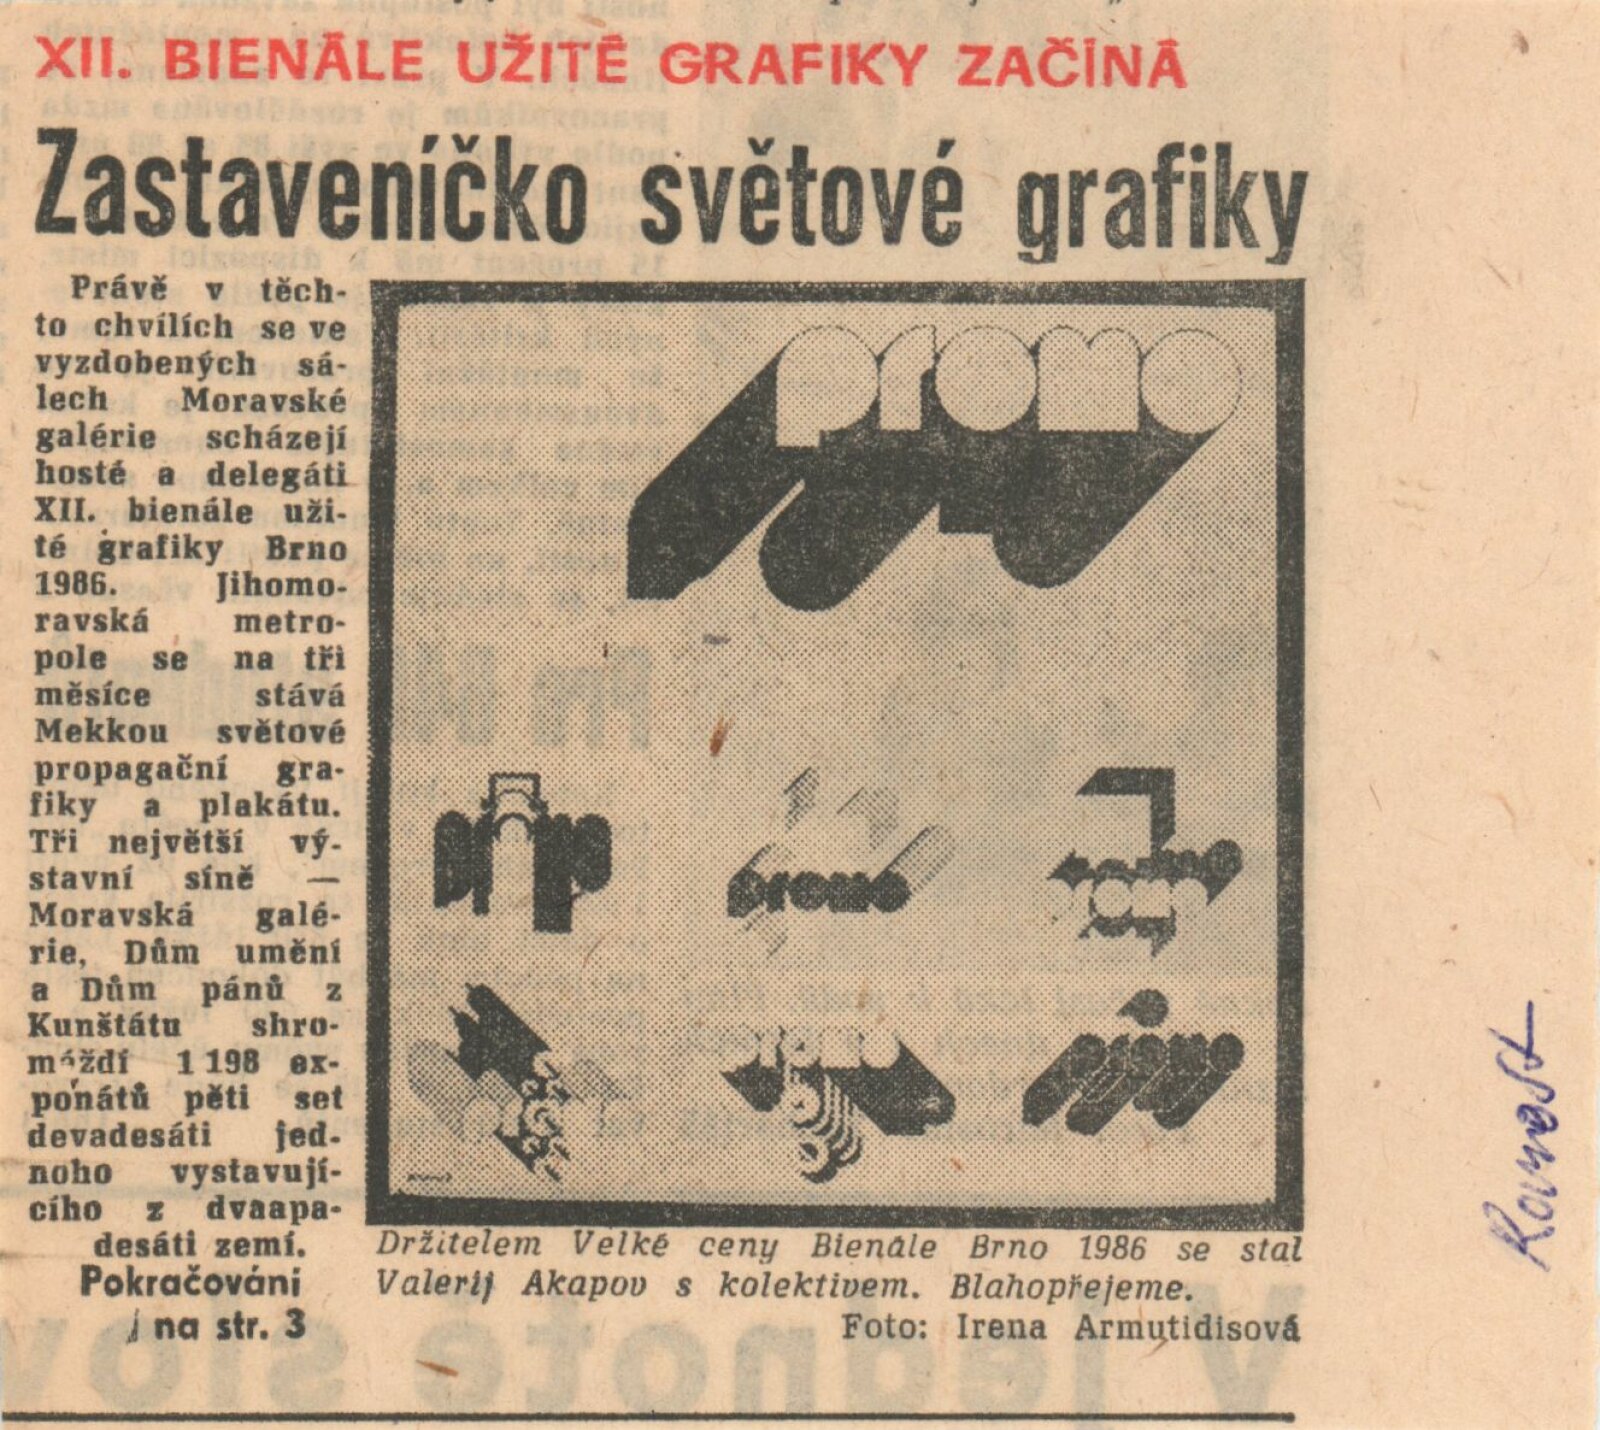 XII. BIENÁLE UŽITÉ GRAFIKY ZAČÍNÁ
Zastaveníčko světové grafiky
Právě v těch-
to chvílích se ve
vyzdobených sá-
lech Moravské
galérie scházejí
hosté a delegáti
XII. bienále uži-
té grafiky Brno
1986. Jihomo-
ravská metro-
pole se na tři
měsíce stává
Mekkou světové
propagační gra-
fiky a plakátu.
Tři největší vý-
stavní síně —
Moravská galé-
rie, Dům umění
a Dům pánů z
Kunštátu shro-
máždí 1 198 ex-
ponátů pěti set
devadesáti jed-
noho vystavují-
cího z dvaapa-
desáti zemí.
Pokračování
na str. 3
promo
promo
promo
Držitelem Velké ceny Bienále Brno 1986 se stal
Valerij Akapov s kolektivem. Blahopřejeme.
Foto: Irena Armutidisová
Rovnost